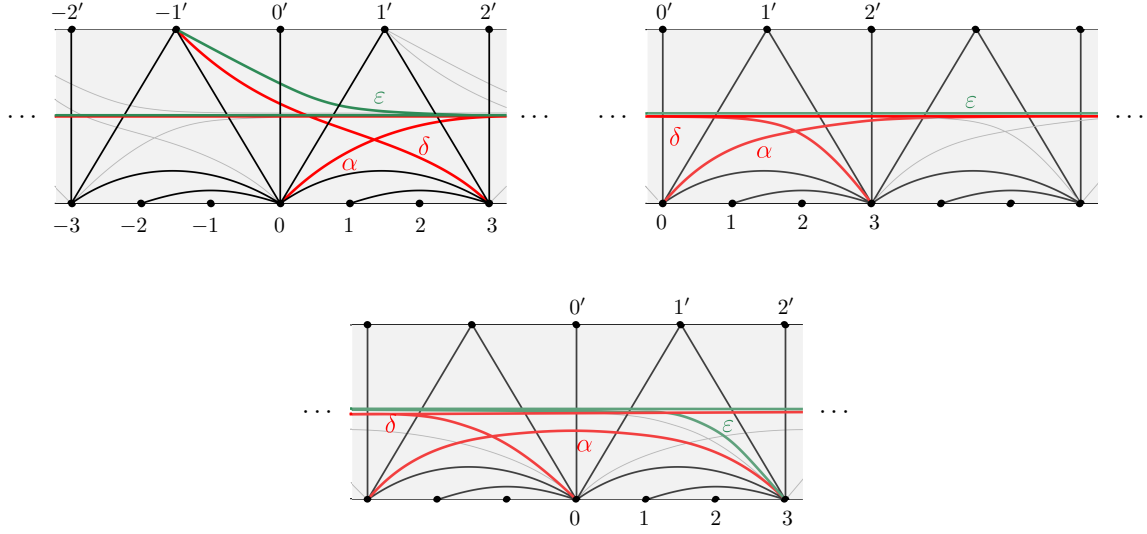 −2′ −1′ 0′ 1′ 2′
0′ 1′ 2′
ε
ε
⋯ ⋯
⋯ ⋯
δ
α
δ
α
−3 −2 −1 0 1 2 3
0 1 2 3
0′ 1′ 2′
⋯ δ ε ⋯
α
0 1 2 3